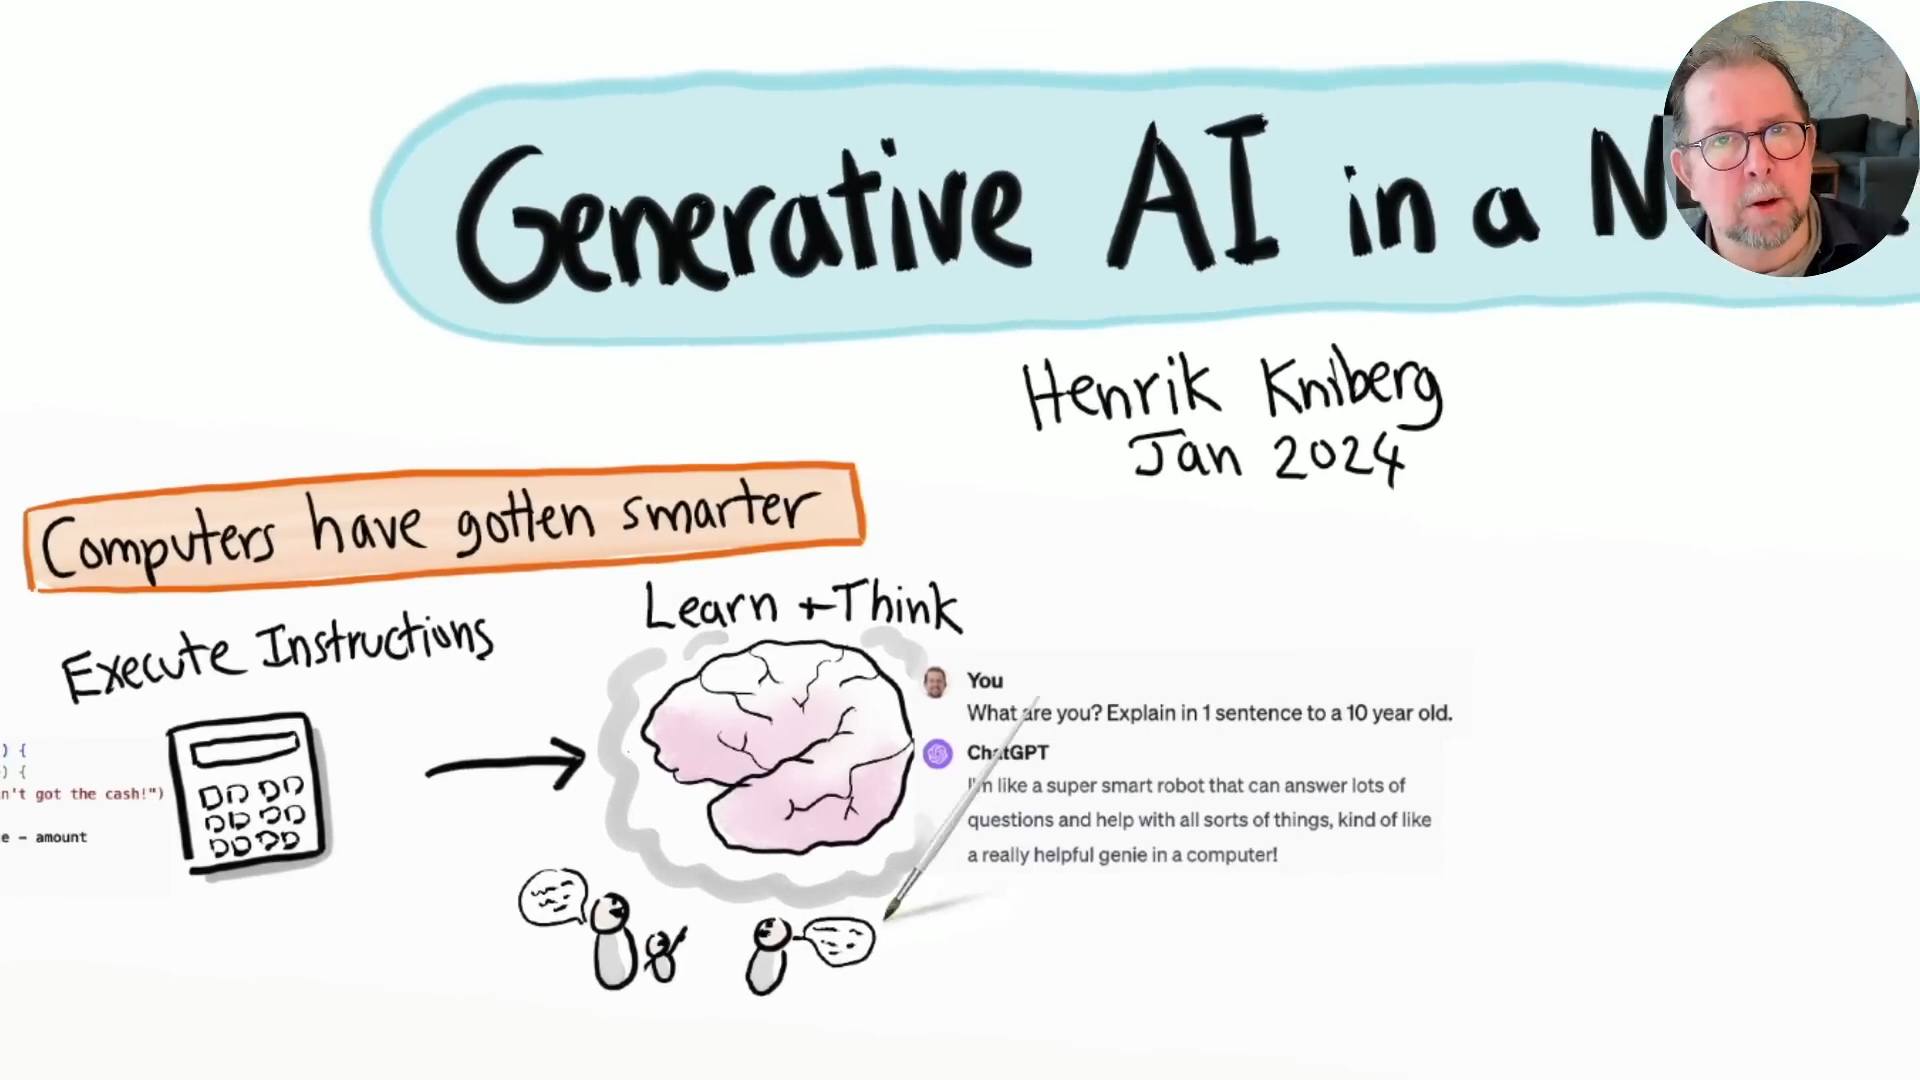 Generative AI in a N
Henrik Kniberg
Jan 2024
Computers have gotten smarter
Execute Instructions
Learn + Think
) {
) {
n't got the cash!")
e - amount
You
What are you? Explain in 1 sentence to a 10 year old.
ChatGPT
I'm like a super smart robot that can answer lots of
questions and help with all sorts of things, kind of like
a really helpful genie in a computer!